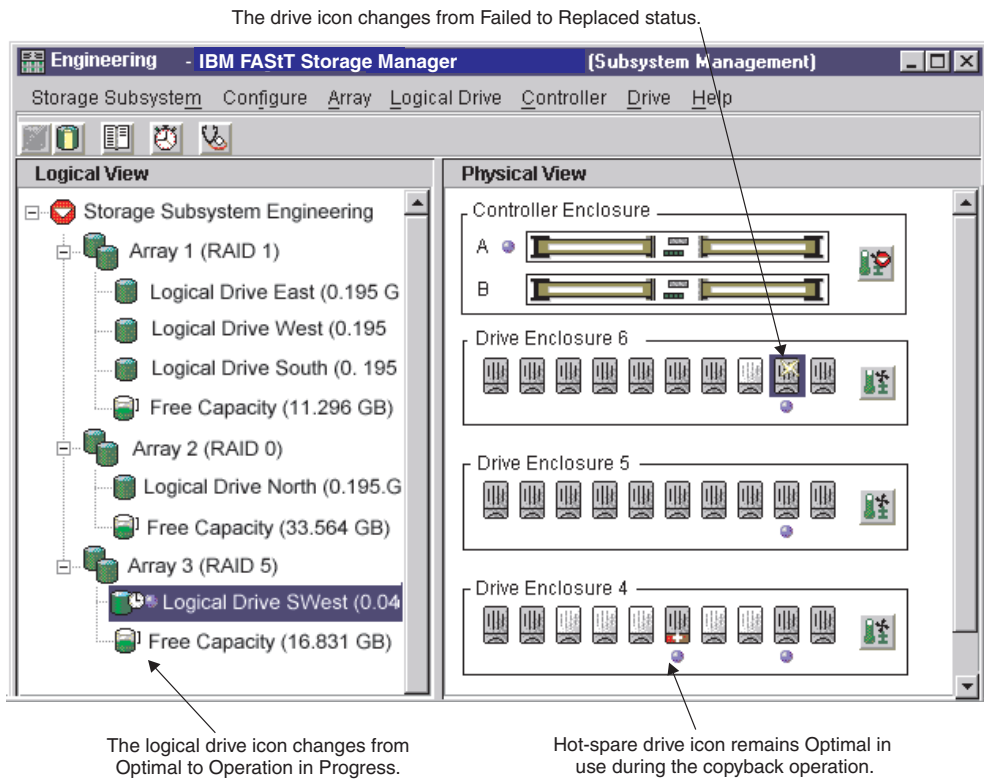 The drive icon changes from Failed to Replaced status.
Engineering - IBM FAStT Storage Manager (Subsystem Management)
Storage Subsystem Configure Array Logical Drive Controller Drive Help
Logical View
Physical View
Storage Subsystem Engineering
Array 1 (RAID 1)
Logical Drive East (0.195 G
Logical Drive West (0.195
Logical Drive South (0. 195
Free Capacity (11.296 GB)
Array 2 (RAID 0)
Logical Drive North (0.195.G
Free Capacity (33.564 GB)
Array 3 (RAID 5)
Logical Drive SWest (0.04
Free Capacity (16.831 GB)
Controller Enclosure
A
B
Drive Enclosure 6
Drive Enclosure 5
Drive Enclosure 4
The logical drive icon changes from
Optimal to Operation in Progress.
Hot-spare drive icon remains Optimal in
use during the copyback operation.